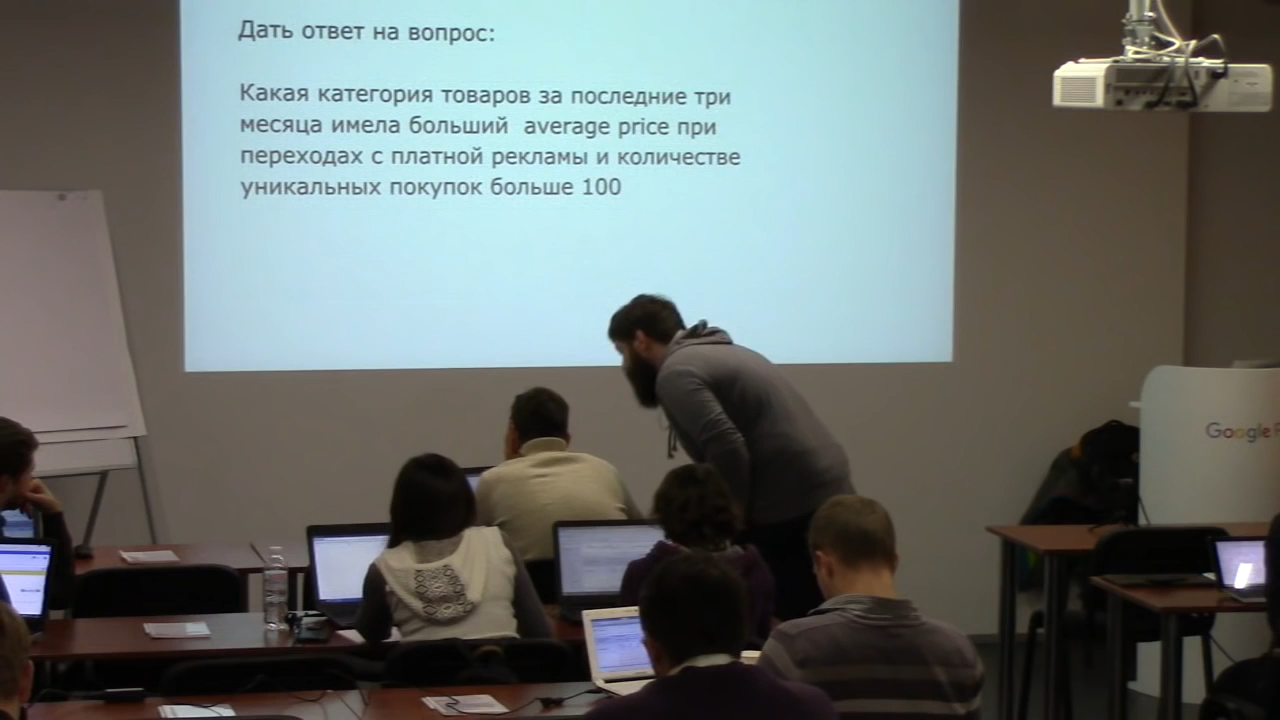 Дать ответ на вопрос:
Какая категория товаров за последние три
месяца имела больший average price при
переходах с платной рекламы и количестве
уникальных покупок больше 100
Google